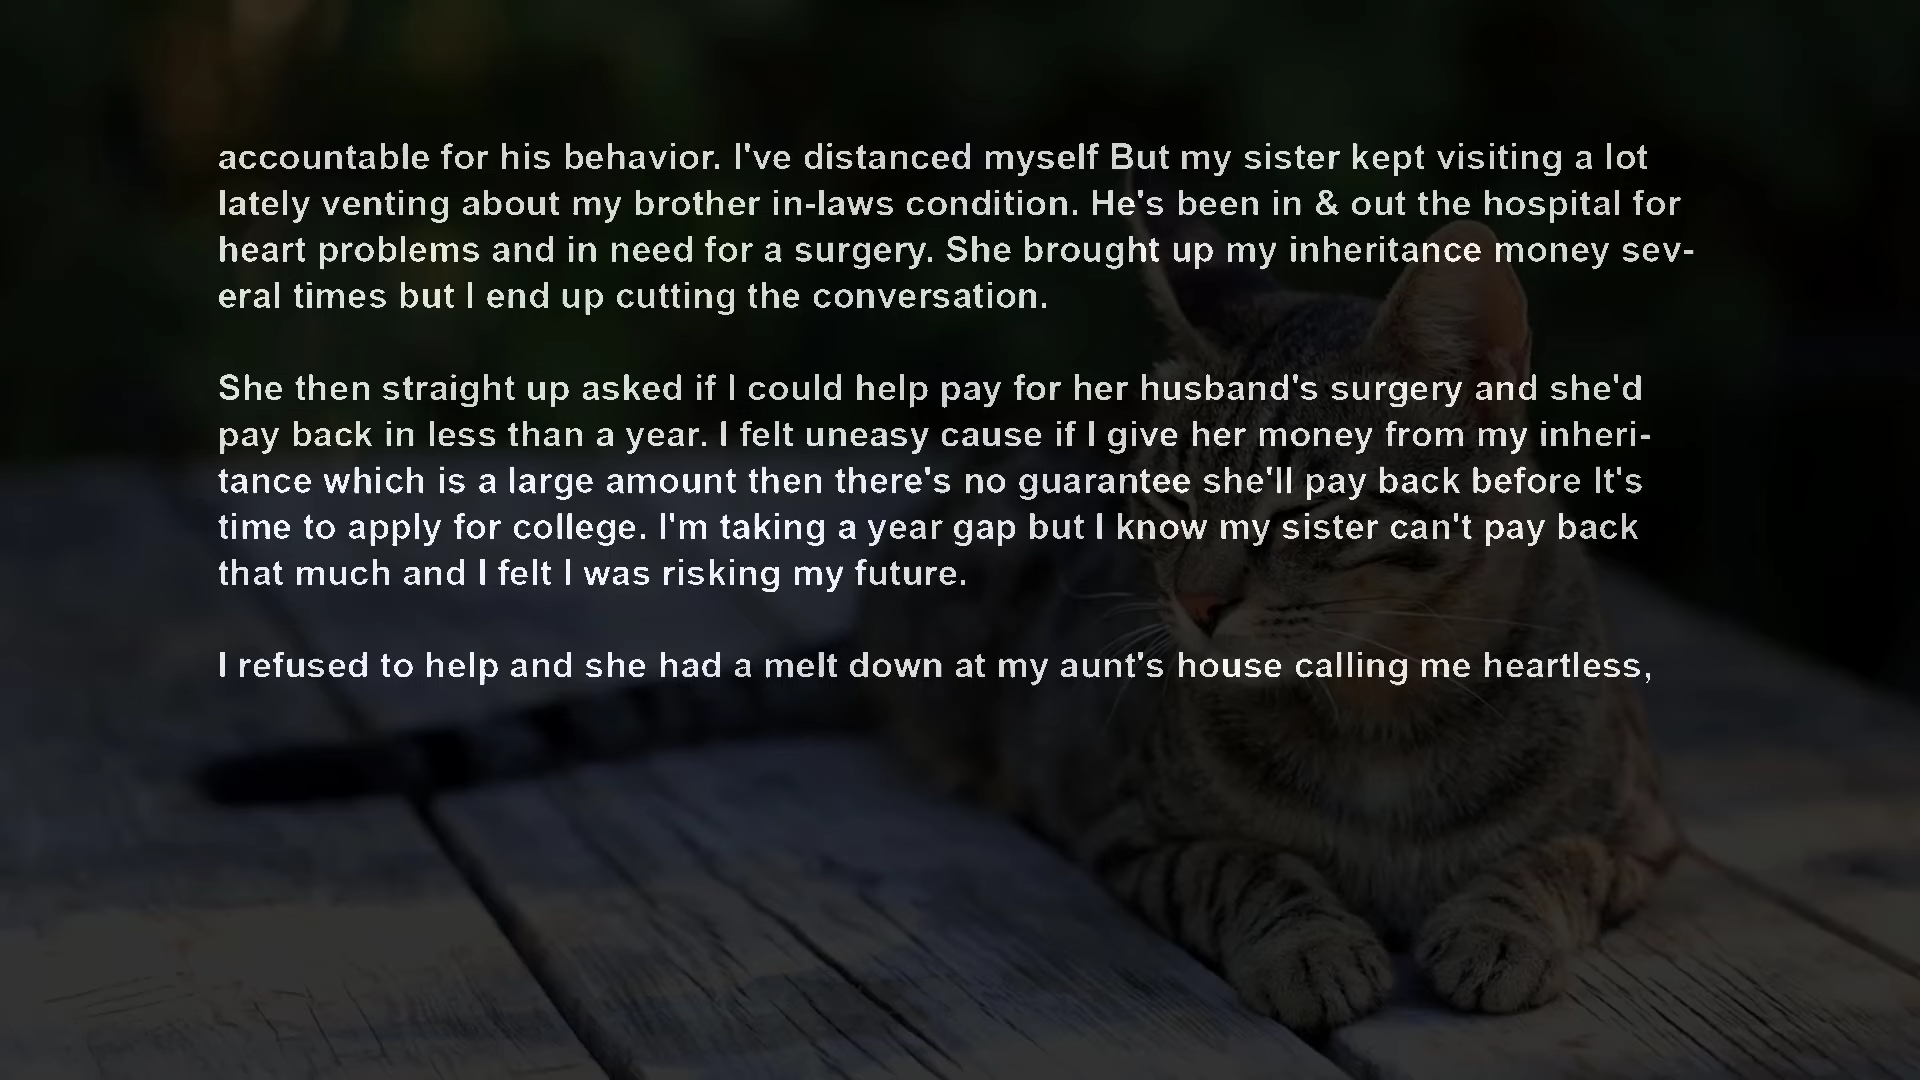 accountable for his behavior. I've distanced myself But my sister kept visiting a lot
lately venting about my brother in-laws condition. He's been in & out the hospital for
heart problems and in need for a surgery. She brought up my inheritance money sev-
eral times but I end up cutting the conversation.
She then straight up asked if I could help pay for her husband's surgery and she'd
pay back in less than a year. I felt uneasy cause if I give her money from my inheri-
tance which is a large amount then there's no guarantee she'll pay back before It's
time to apply for college. I'm taking a year gap but I know my sister can't pay back
that much and I felt I was risking my future.
I refused to help and she had a melt down at my aunt's house calling me heartless,